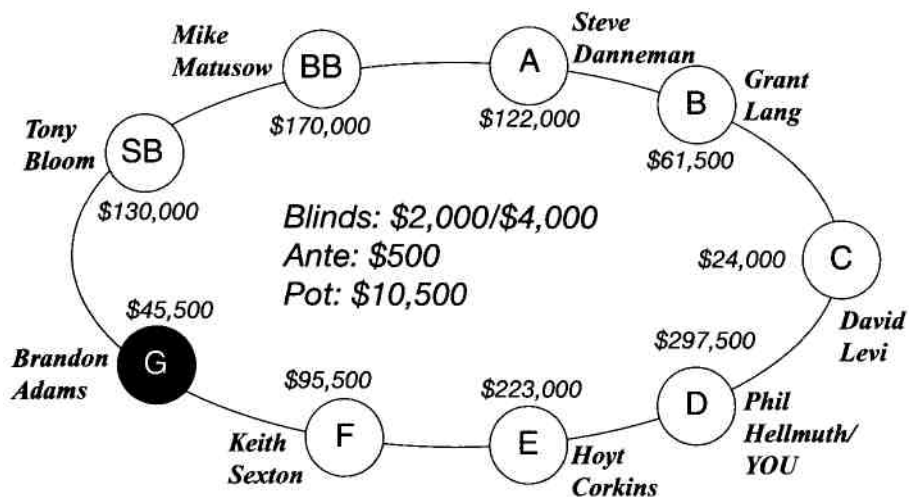 Steve
Danneman
Mike
Matusow
BB
A
Grant
Lang
B
$170,000
$122,000
Tony
Bloom
SB
$61,500
$130,000
Blinds: $2,000/$4,000
Ante: $500
Pot: $10,500
$24,000
C
$45,500
David
Levi
$297,500
Brandon
Adams
G
$95,500
$223,000
D
Phil
Hellmuth/
YOU
Keith
Sexton
F
E
Hoyt
Corkins